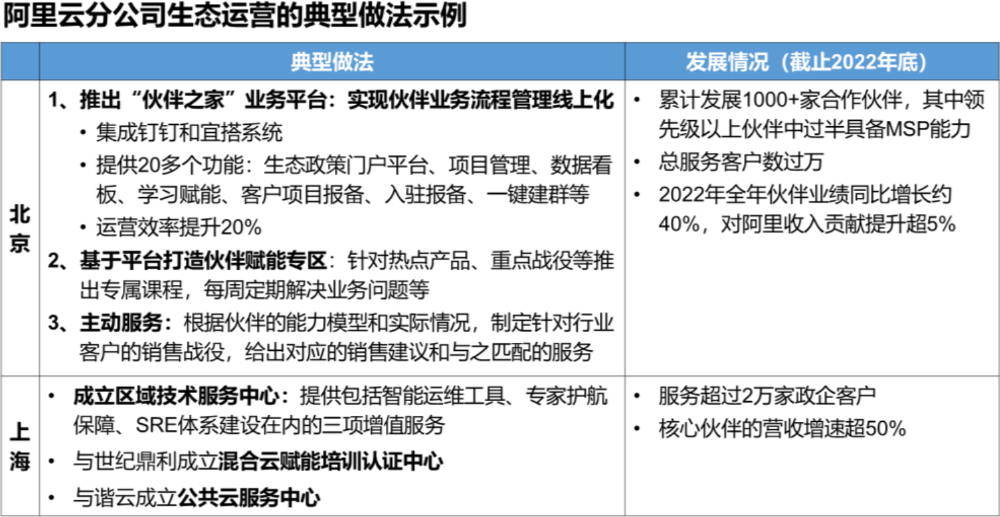 阿里云分公司生态运营的典型做法示例
典型做法
发展情况（截止2022年底）
北
京
1、推出“伙伴之家”业务平台：实现伙伴业务流程管理线上化
• 集成钉钉和宜搭系统
• 提供20多个功能：生态政策门户平台、项目管理、数据看
板、学习赋能、客户项目报备、入驻报备、一键建群等
• 运营效率提升20%
2、基于平台打造伙伴赋能专区：针对热点产品、重点战役等推
出专属课程，每周定期解决业务问题等
3、主动服务：根据伙伴的能力模型和实际情况，制定针对行业
客户的销售战役，给出对应的销售建议和与之匹配的服务
• 累计发展1000+家合作伙伴，其中领
先级以上伙伴中过半具备MSP能力
• 总服务客户数过万
• 2022年全年伙伴业绩同比增长约
40%，对阿里收入贡献提升超5%
上
海
• 成立区域技术服务中心：提供包括智能运维工具、专家护航
保障、SRE体系建设在内的三项增值服务
• 与世纪鼎利成立混合云赋能培训认证中心
• 与谐云成立公共云服务中心
• 服务超过2万家政企客户
• 核心伙伴的营收增速超50%